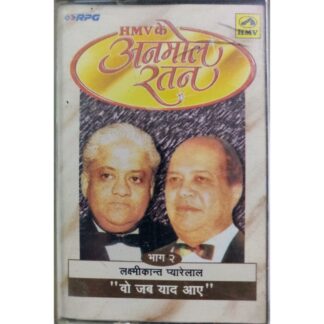 RPG
HMV
HMV के
अनमोल
रतन
भाग २
लक्ष्मीकान्त प्यारेलाल
"वो जब याद आए"